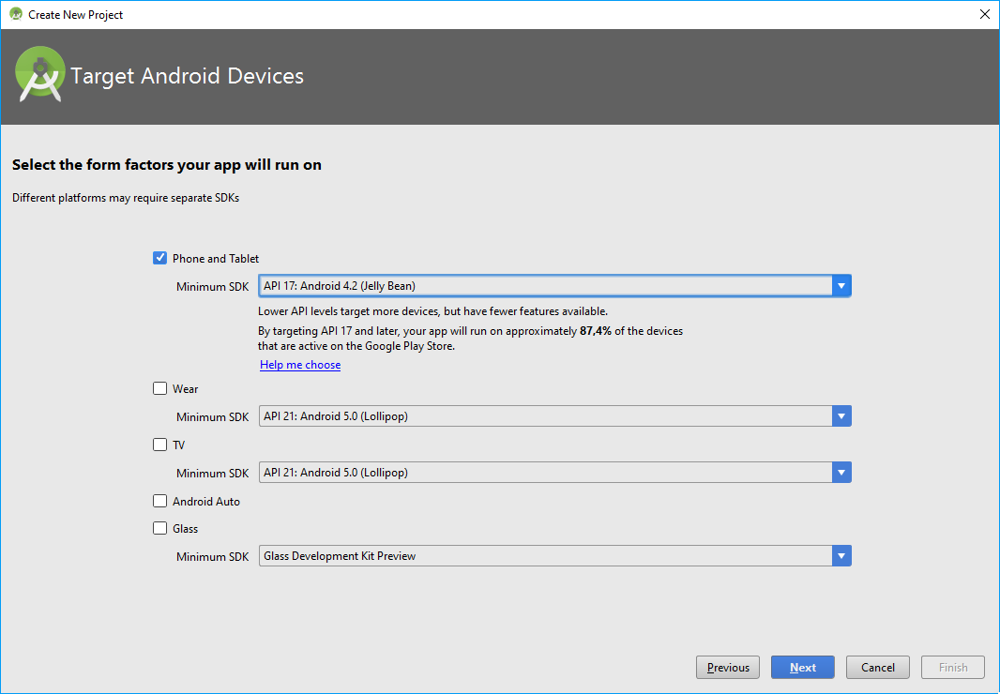 Create New Project
Target Android Devices
Select the form factors your app will run on
Different platforms may require separate SDKs
Phone and Tablet
Minimum SDK API 17: Android 4.2 (Jelly Bean)
Lower API levels target more devices, but have fewer features available.
By targeting API 17 and later, your app will run on approximately 87,4% of the devices
that are active on the Google Play Store.
Help me choose
Wear
Minimum SDK API 21: Android 5.0 (Lollipop)
TV
Minimum SDK API 21: Android 5.0 (Lollipop)
Android Auto
Glass
Minimum SDK Glass Development Kit Preview
Previous Next Cancel Finish